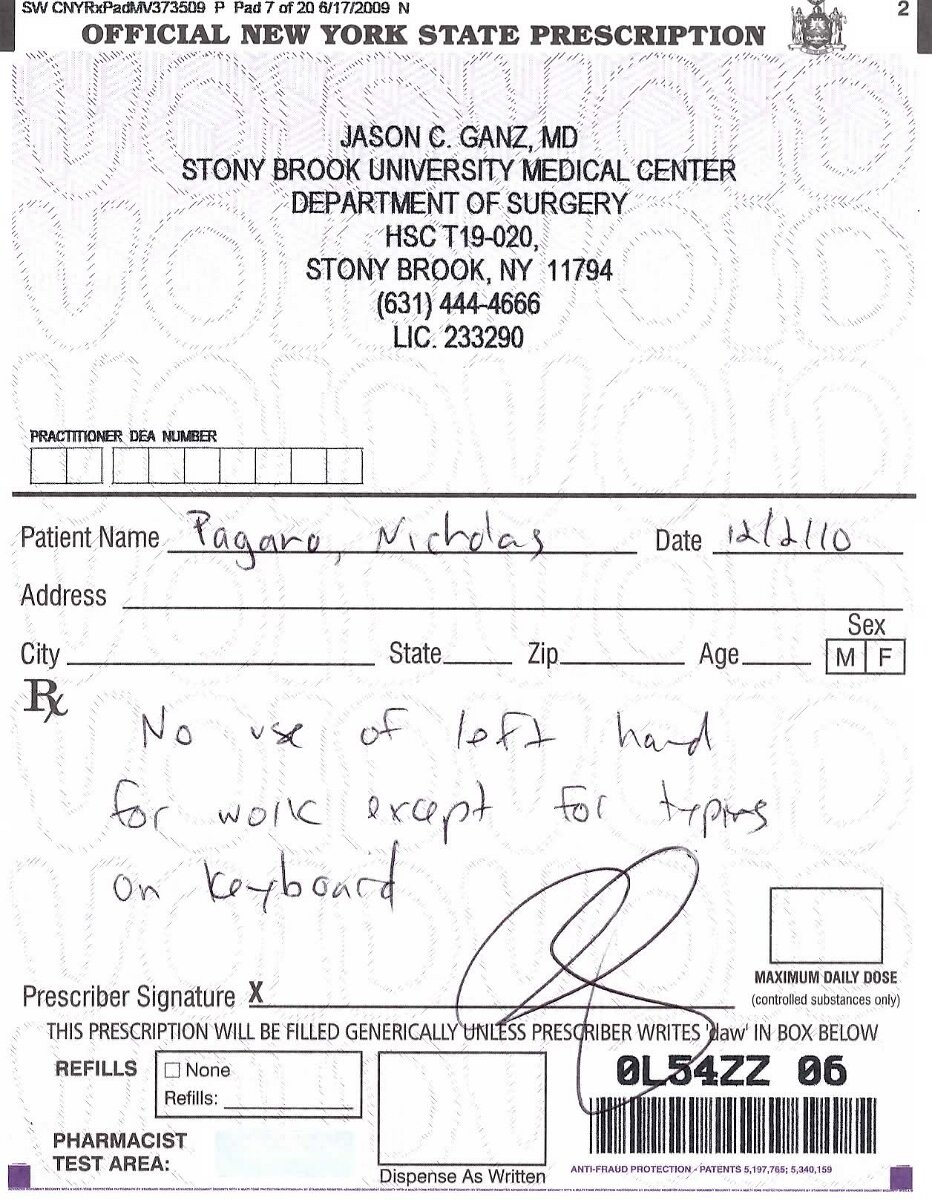 SW CNYRxPadMV373509 P Pad 7 of 20 6/17/2009 N
2
OFFICIAL NEW YORK STATE PRESCRIPTION
JASON C. GANZ, MD
STONY BROOK UNIVERSITY MEDICAL CENTER
DEPARTMENT OF SURGERY
HSC T19-020,
STONY BROOK, NY 11794
(631) 444-4666
LIC. 233290
PRACTITIONER DEA NUMBER
Patient Name Pagano, Nicholas Date 12/2/10
Address
Sex
City State Zip Age M F
Rx
No use of left hand
for work except for typing
on keyboard
MAXIMUM DAILY DOSE
Prescriber Signature X (controlled substances only)
THIS PRESCRIPTION WILL BE FILLED GENERICALLY UNLESS PRESCRIBER WRITES 'daw' IN BOX BELOW
REFILLS None
Refills:
0L54ZZ 06
PHARMACIST
TEST AREA:
Dispense As Written
ANTI-FRAUD PROTECTION - PATENTS 5,197,765; 5,340,159